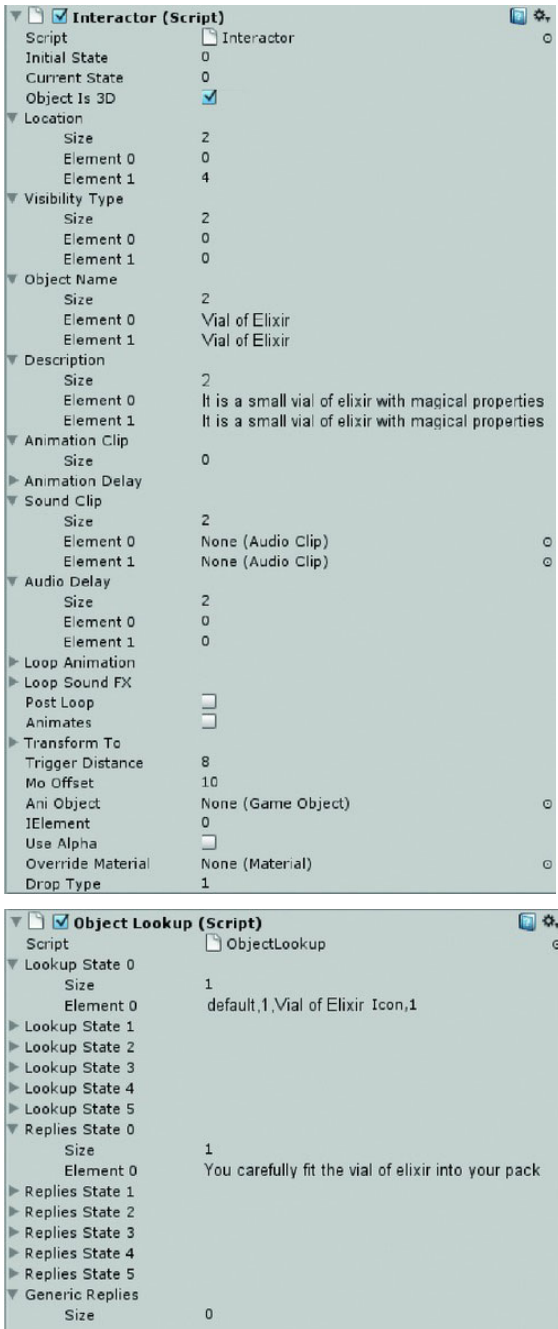 Interactor (Script)
Script Interactor
Initial State 0
Current State 0
Object Is 3D
Location
Size 2
Element 0 0
Element 1 4
Visibility Type
Size 2
Element 0 0
Element 1 0
Object Name
Size 2
Element 0 Vial of Elixir
Element 1 Vial of Elixir
Description
Size 2
Element 0 It is a small vial of elixir with magical properties
Element 1 It is a small vial of elixir with magical properties
Animation Clip
Size 0
Animation Delay
Sound Clip
Size 2
Element 0 None (Audio Clip)
Element 1 None (Audio Clip)
Audio Delay
Size 2
Element 0 0
Element 1 0
Loop Animation
Loop Sound FX
Post Loop
Animates
Transform To
Trigger Distance 8
Mo Offset 10
Ani Object None (Game Object)
IElement 0
Use Alpha
Override Material None (Material)
Drop Type 1
Object Lookup (Script)
Script ObjectLookup
Lookup State 0
Size 1
Element 0 default,1,Vial of Elixir Icon,1
Lookup State 1
Lookup State 2
Lookup State 3
Lookup State 4
Lookup State 5
Replies State 0
Size 1
Element 0 You carefully fit the vial of elixir into your pack
Replies State 1
Replies State 2
Replies State 3
Replies State 4
Replies State 5
Generic Replies
Size 0